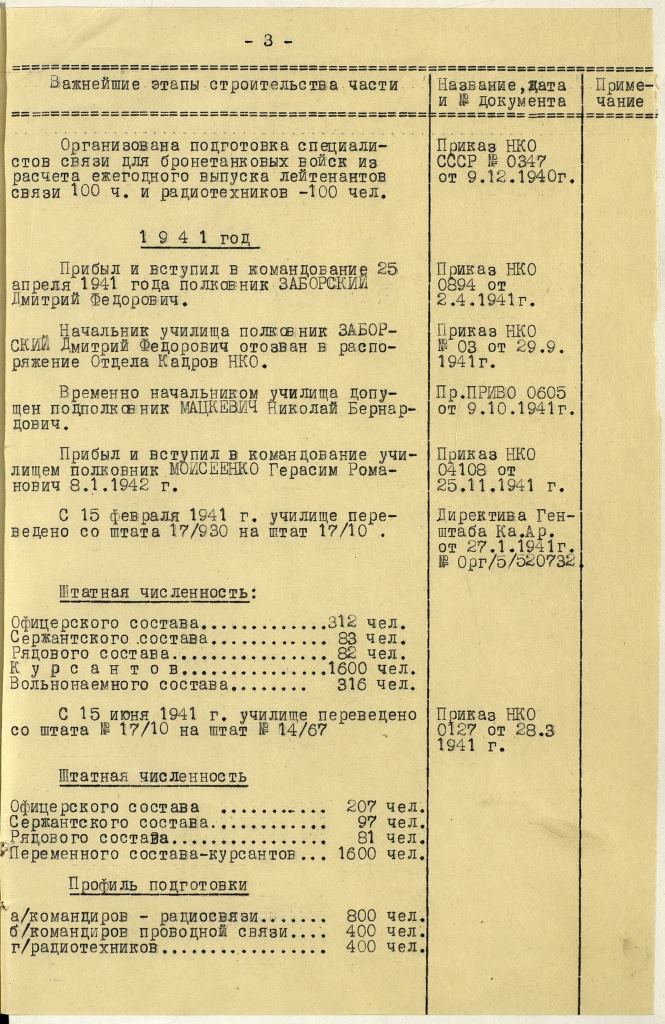 - 3 -
Важнейшие этапы строительства части
Название, дата
и № документа
Приме-
чание
Организована подготовка специали-
стов связи для бронетанковых войск из
расчета ежегодного выпуска лейтенантов
связи 100 ч. и радиотехников -100 чел.
Приказ НКО
СССР № 0347
от 9.12.1940г.
1 9 4 1 год
Прибыл и вступил в командование 25
апреля 1941 года полковник ЗАБОРСКИЙ
Дмитрий Федорович.
Приказ НКО
0894 от
2.4.1941г.
Начальник училища полковник ЗАБОР-
СКИЙ Дмитрий Федорович отозван в распо-
ряжение Отдела Кадров НКО.
Приказ НКО
№ 03 от 29.9.
1941г.
Временно начальником училища допу-
щен подполковник МАЦКЕВИЧ Николай Бернар-
дович.
Пр.ПРИВО 0605
от 9.10.1941г.
Прибыл и вступил в командование учи-
лищем полковник МОИСЕЕНКО Герасим Рома-
нович 8.1.1942 г.
Приказ НКО
04108 от
25.11.1941 г.
С 15 февраля 1941 г. училище пере-
ведено со штата 17/930 на штат 17/10 .
Директива Ген-
штаба Ка.Ар.
от 27.1.1941г.
№ Орг/5/520732
Штатная численность:
Офицерского состава.............312 чел.
Сержантского состава............ 83 чел.
Рядового состава................ 82 чел.
К у р с а н т о в...............1600 чел.
Вольнонаемного состава........ 316 чел.
С 15 июня 1941 г. училище переведено
со штата № 17/10 на штат № 14/67
Приказ НКО
0127 от 28.3
1941 г.
Штатная численность
Офицерского состава ........... 207 чел.
Сержантского состава............ 97 чел.
Рядового состава................ 81 чел.
Переменного состава-курсантов... 1600 чел.
Профиль подготовки
а/командиров - радиосвязи....... 800 чел.
б/командиров проводной связи.... 400 чел.
г/радиотехников................. 400 чел.